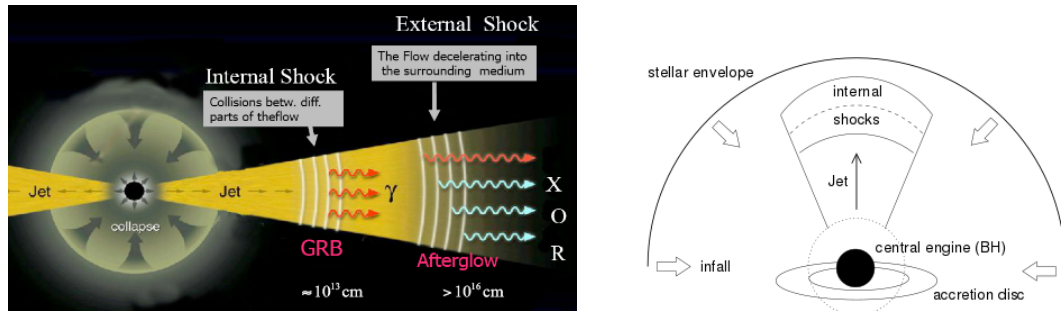 External Shock
The Flow decelerating into
the surrounding medium
Internal Shock
Collisions betw. diff.
parts of theflow
Jet
Jet
collapse
γ
X
O
R
GRB
Afterglow
≈10¹³ cm
>10¹⁶ cm
stellar envelope
internal
shocks
Jet
central engine (BH)
infall
accretion disc